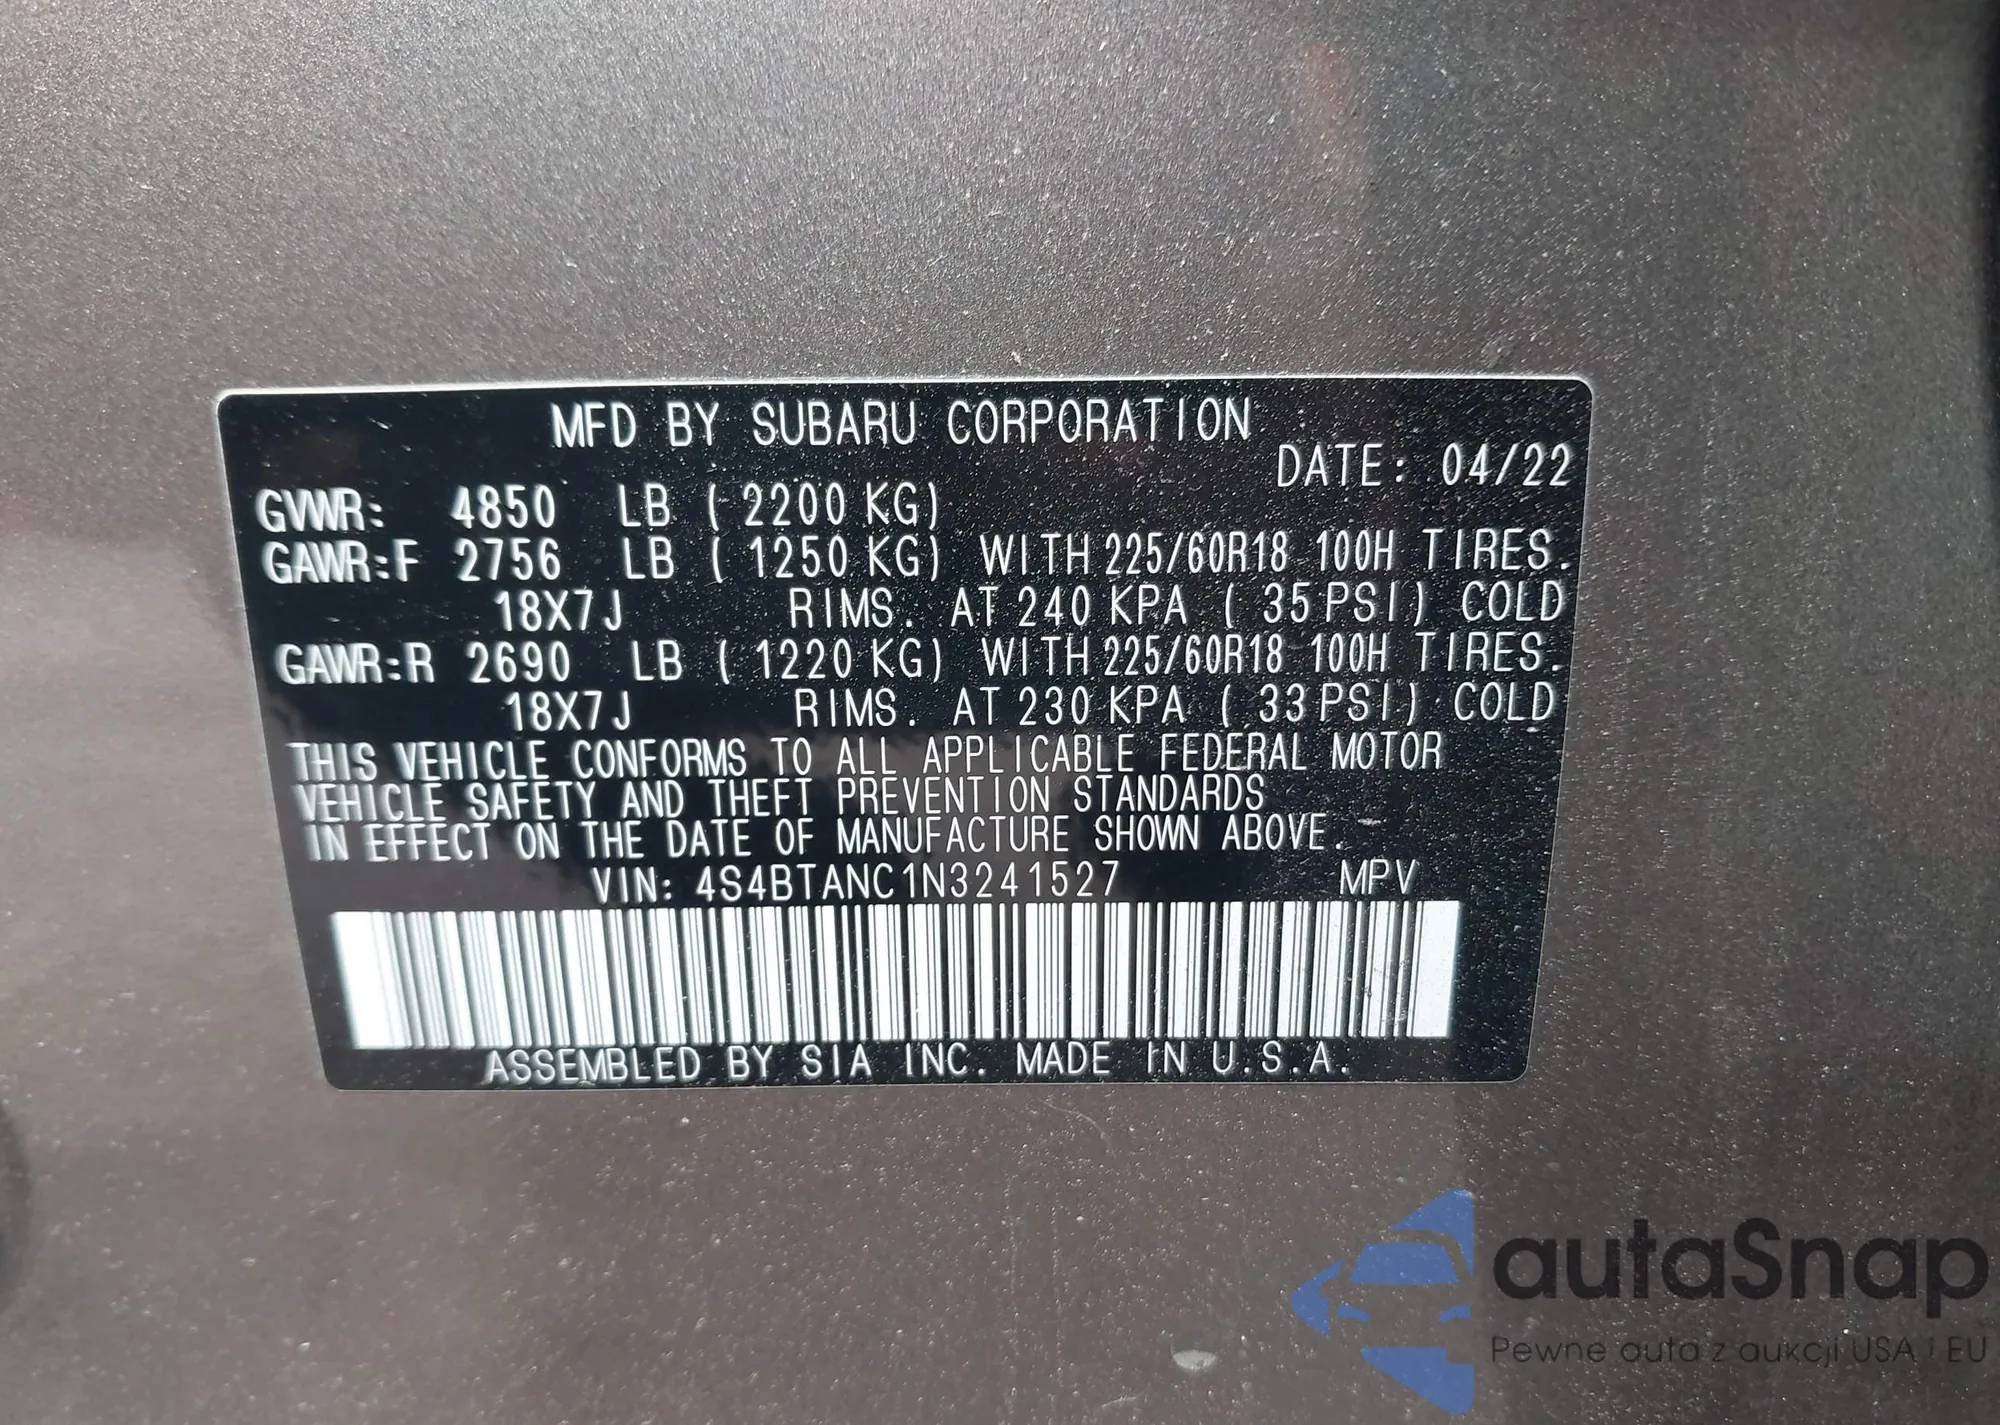 MFD BY SUBARU CORPORATION
DATE: 04/22
GVWR: 4850 LB ( 2200 KG)
GAWR:F 2756 LB ( 1250 KG) WITH 225/60R18 100H TIRES.
18X7J RIMS. AT 240 KPA ( 35 PSI) COLD
GAWR:R 2690 LB ( 1220 KG) WITH 225/60R18 100H TIRES.
18X7J RIMS. AT 230 KPA ( 33 PSI) COLD
THIS VEHICLE CONFORMS TO ALL APPLICABLE FEDERAL MOTOR
VEHICLE SAFETY AND THEFT PREVENTION STANDARDS
IN EFFECT ON THE DATE OF MANUFACTURE SHOWN ABOVE.
VIN: 4S4BTANC1N3241527 MPV
ASSEMBLED BY SIA INC. MADE IN U.S.A.
autaSnap
Pewne auta z aukcji USA i EU